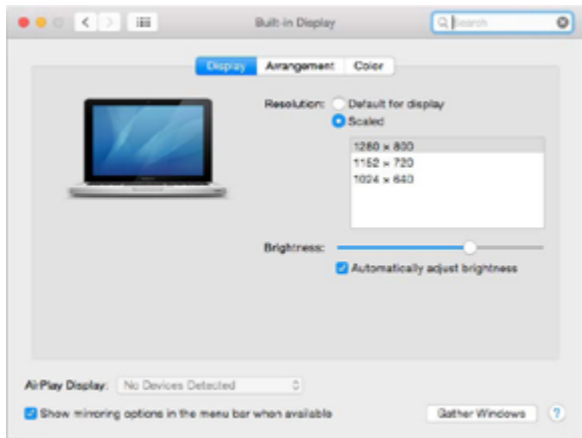 Built-in Display
Search
Display Arrangement Color
Resolution: Default for display
Scaled
1280 x 800
1152 x 720
1024 x 640
Brightness:
Automatically adjust brightness
AirPlay Display: No Devices Detected
Show mirroring options in the menu bar when available
Gather Windows ?